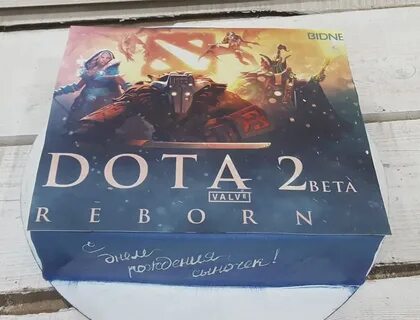 BIDNE
DOTA 2 BETA
VALVE
REBORN
с
Днем
рождения
сыночек!